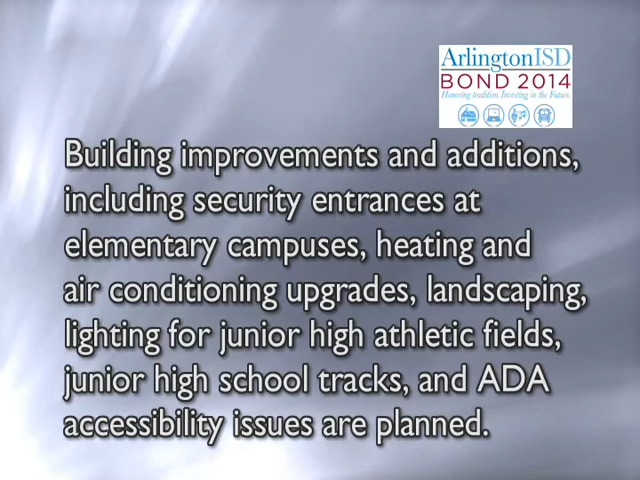 ArlingtonISD
BOND 2014
Honoring tradition, Investing in the Future
Building improvements and additions,
including security entrances at
elementary campuses, heating and
air conditioning upgrades, landscaping,
lighting for junior high athletic fields,
junior high school tracks, and ADA
accessibility issues are planned.